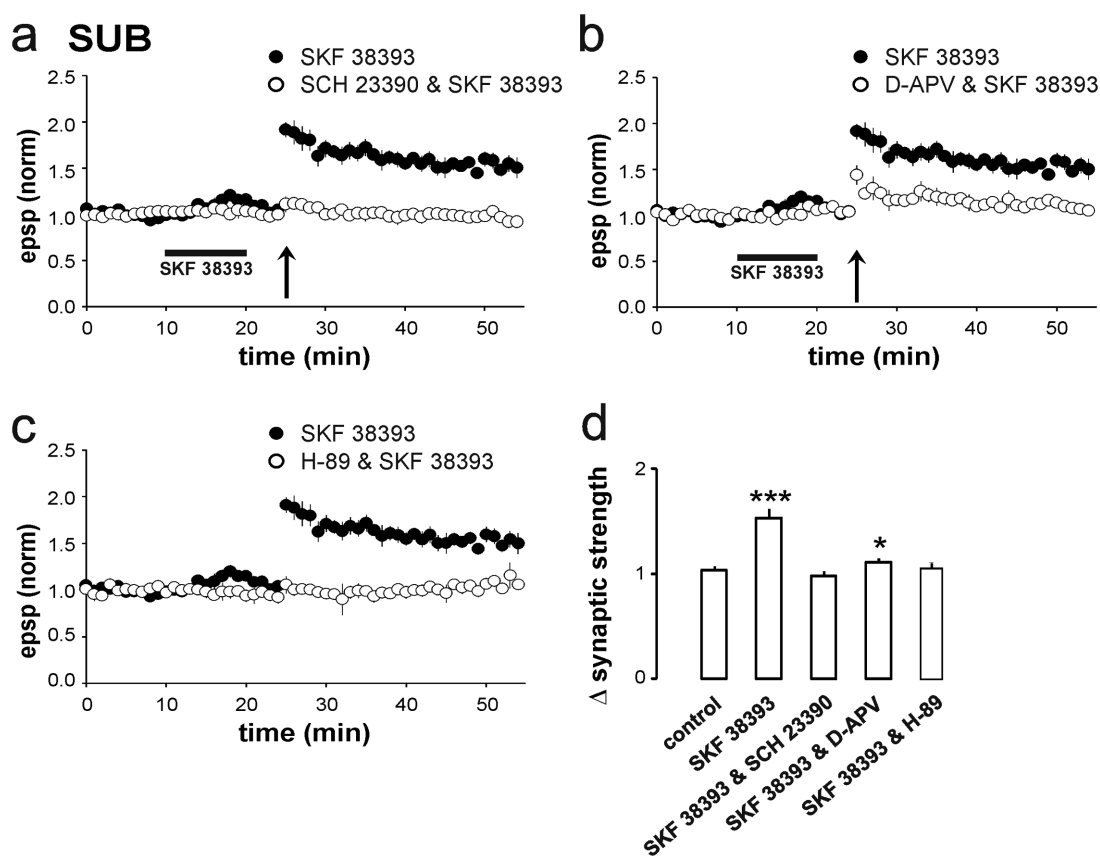 a SUB
SKF 38393
SCH 23390 & SKF 38393
2.5
2.0
1.5
1.0
0.5
0.0
epsp (norm)
SKF 38393
0 10 20 30 40 50
time (min)
b
SKF 38393
D-APV & SKF 38393
2.5
2.0
1.5
1.0
0.5
0.0
epsp (norm)
SKF 38393
0 10 20 30 40 50
time (min)
c
SKF 38393
H-89 & SKF 38393
2.5
2.0
1.5
1.0
0.5
0.0
epsp (norm)
0 10 20 30 40 50
time (min)
d
2
1
0
Δ synaptic strength
***
*
control
SKF 38393
SKF 38393 & SCH 23390
SKF 38393 & D-APV
SKF 38393 & H-89